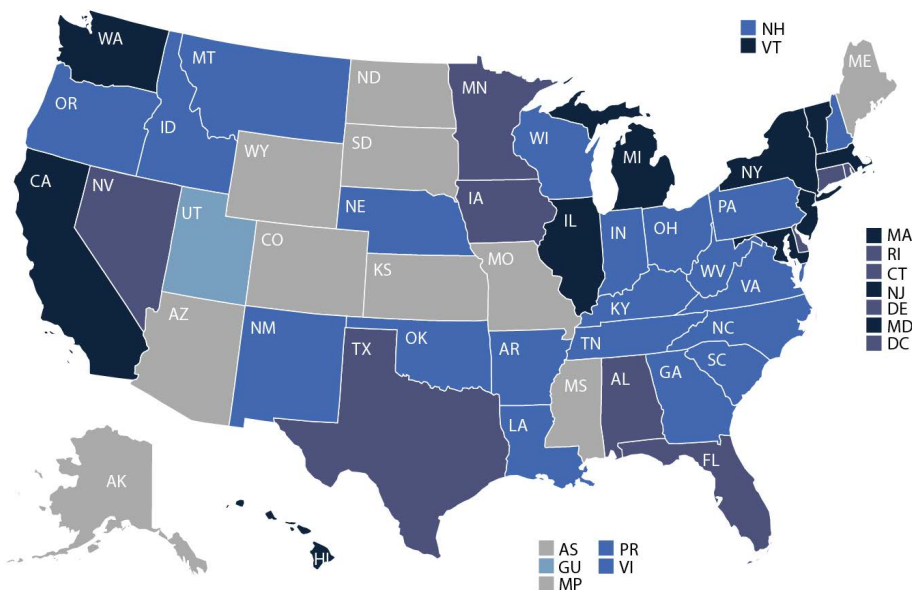 WA
NH
VT
MT
ND
ME
MN
OR
ID
SD
WI
MI
WY
NY
CA
NV
UT
NE
IA
PA
IL
IN
OH
MA
CO
RI
KS
MO
WV
CT
VA
NJ
KY
DE
AZ
MD
NM
OK
TN
NC
DC
TX
AR
SC
MS
AL
GA
LA
FL
AK
HI
AS
PR
GU
VI
MP